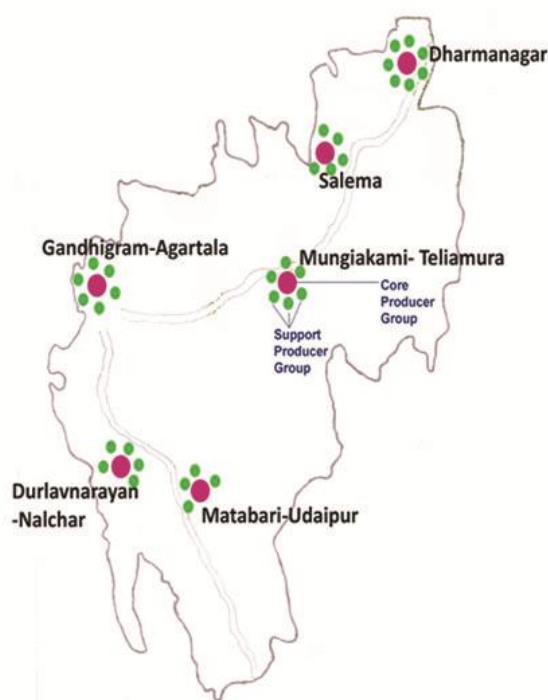 Dharmanagar
Salema
Gandhigram-Agartala
Mungiakami- Teliamura
Core
Producer
Group
Support
Producer
Group
Durlavnarayan
-Nalchar
Matabari-Udaipur